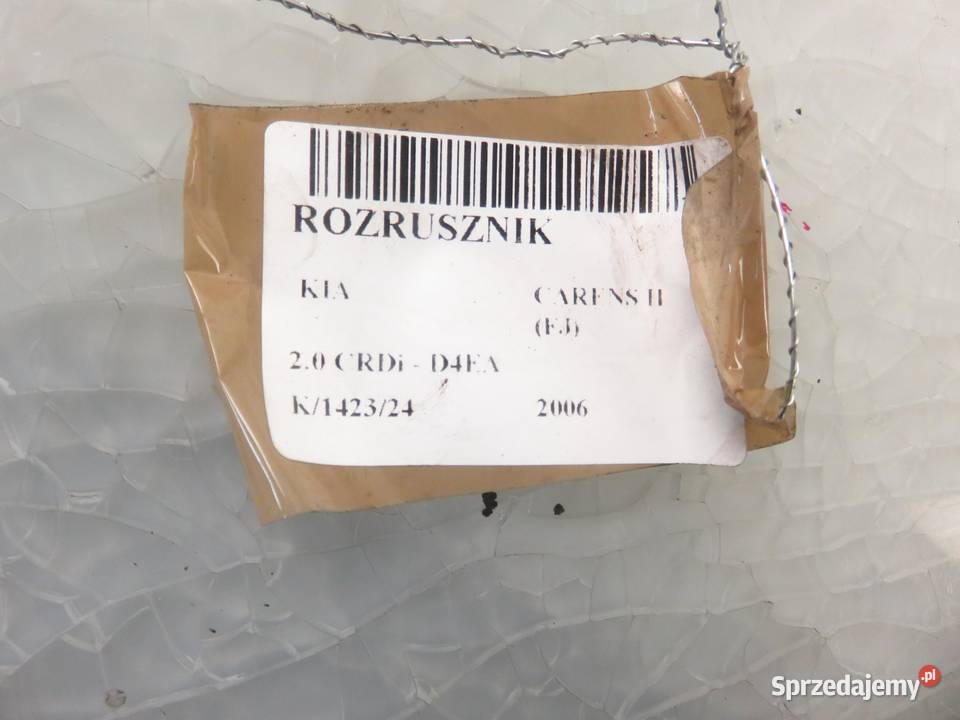 ROZRUSZNIK
KIA CARENS II
(FJ)
2.0 CRDi - D4EA
K/1423/24 2006
Sprzedajemy.pl